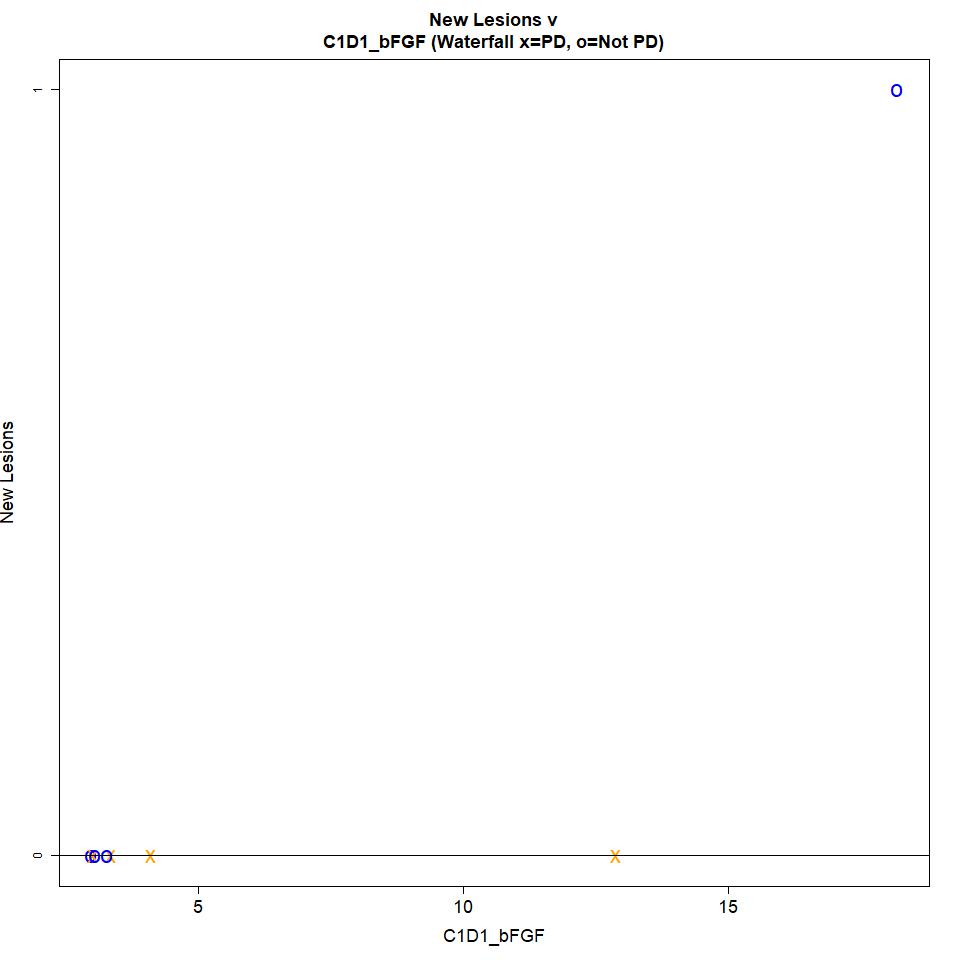 New Lesions v
C1D1_bFGF (Waterfall x=PD, o=Not PD)
1
o
New Lesions
0
o o o x x x
5 10 15
C1D1_bFGF